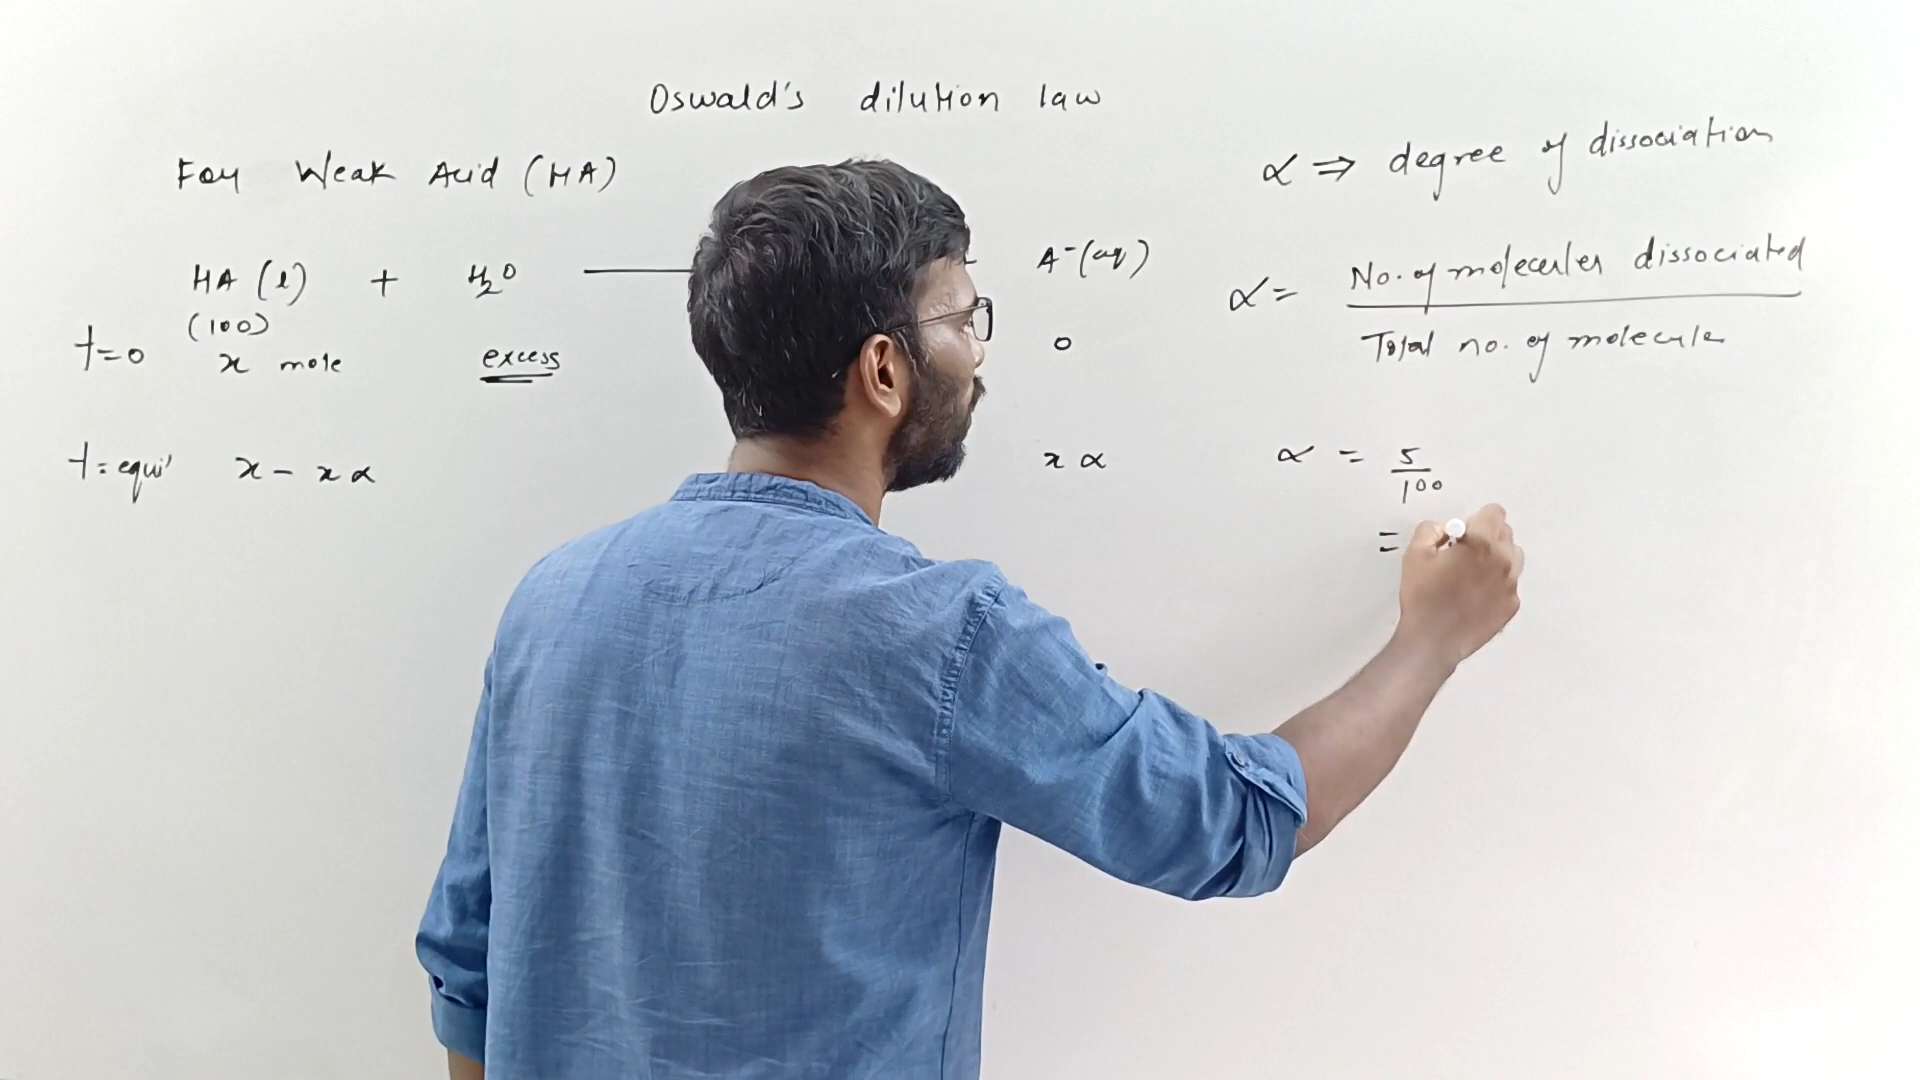 Oswald's dilution law
For Weak Acid (HA)
HA (l) + H₂O A⁻(aq)
(100)
t=0 x mole excess 0
t=equi' x - xα xα
α ⇒ degree of dissociation
α = No. of molecules dissociated
Total no. of molecule
α = 5
100
=